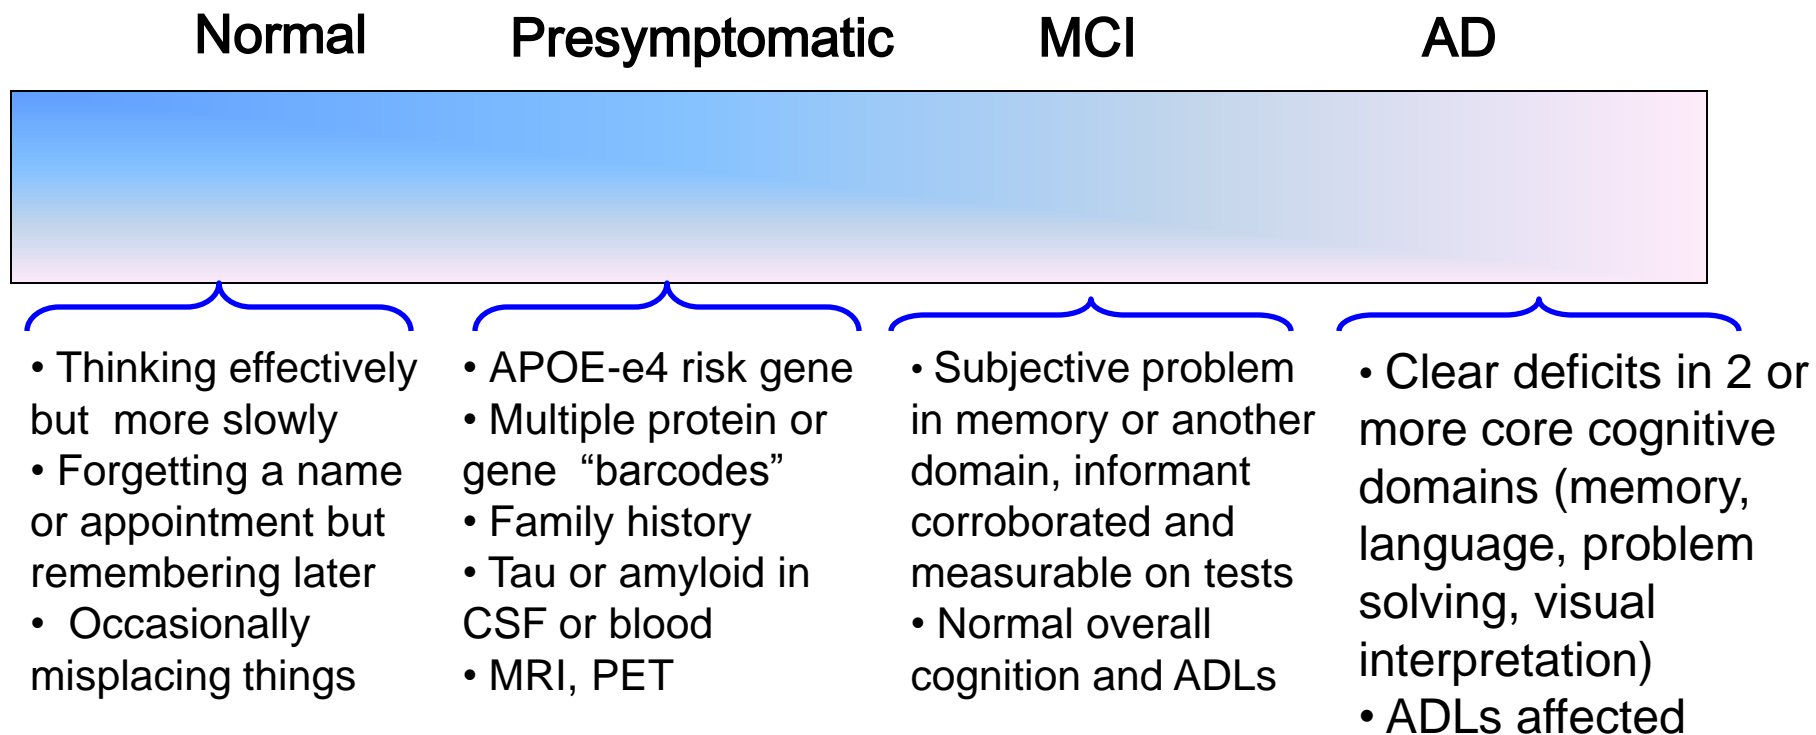 Normal
Presymptomatic
MCI
AD
• Thinking effectively
but more slowly
• Forgetting a name
or appointment but
remembering later
• Occasionally
misplacing things
• APOE-e4 risk gene
• Multiple protein or
gene “barcodes”
• Family history
• Tau or amyloid in
CSF or blood
• MRI, PET
• Subjective problem
in memory or another
domain, informant
corroborated and
measurable on tests
• Normal overall
cognition and ADLs
• Clear deficits in 2 or
more core cognitive
domains (memory,
language, problem
solving, visual
interpretation)
• ADLs affected